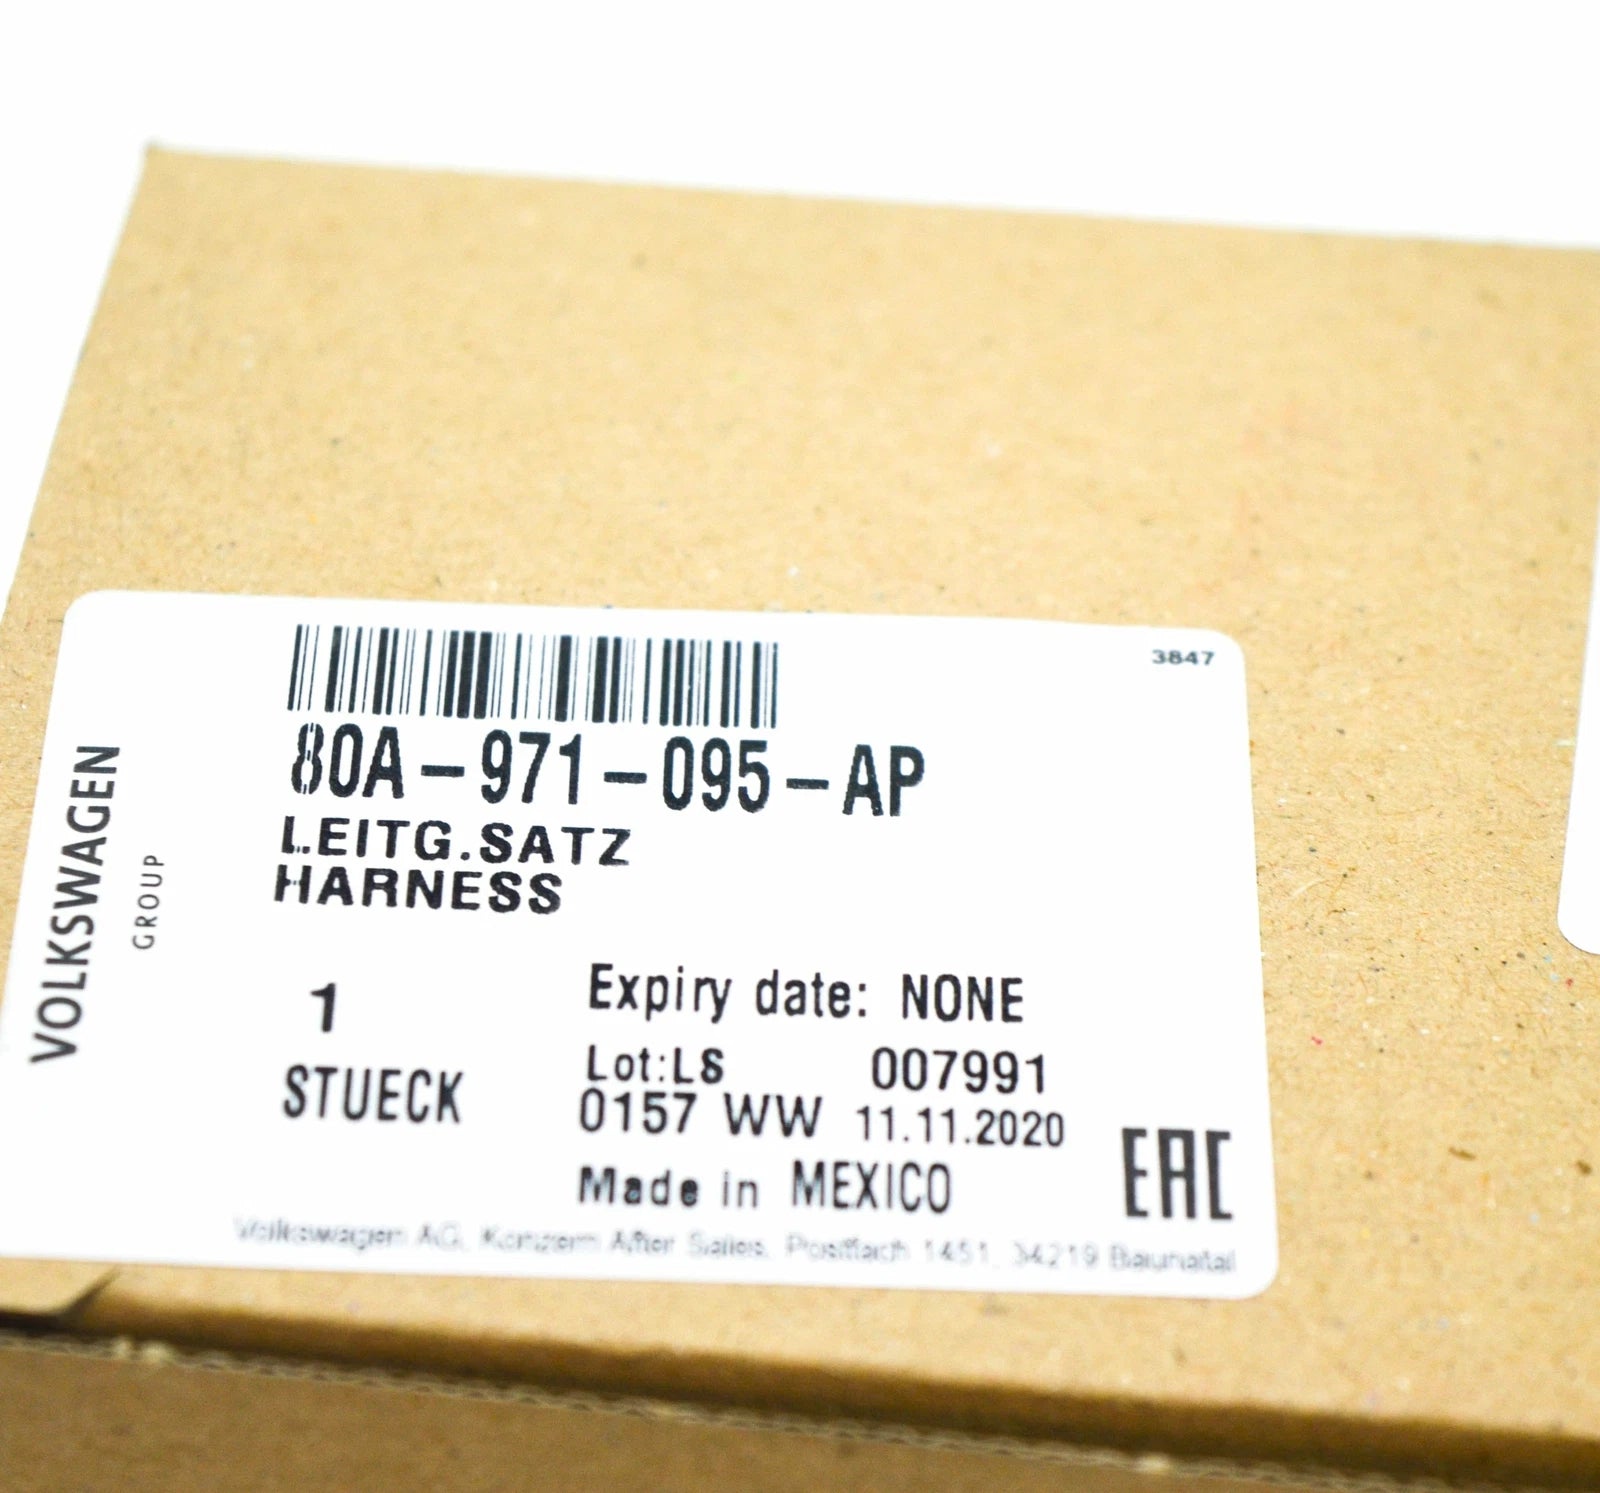 3847
80A-971-095-AP
LEITG.SATZ
HARNESS
VOLKSWAGEN
GROUP
1
STUECK
Expiry date: NONE
Lot:LS 007991
0157 WW 11.11.2020
Made in MEXICO
EAC
Volkswagen AG, Konzern After Sales, Postfach 1451, 34219 Baunatal